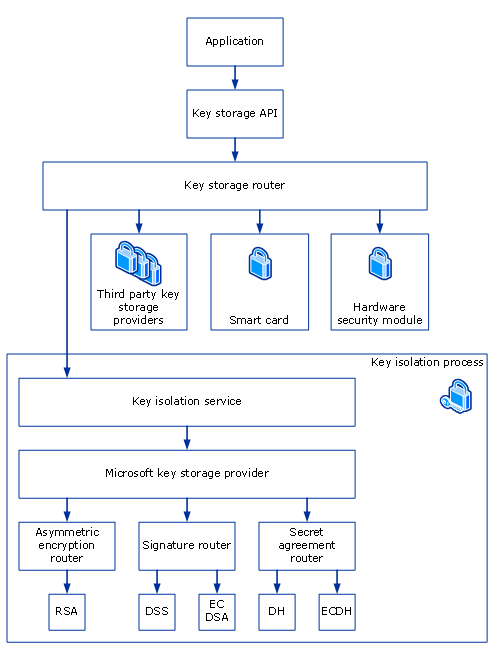 Application
Key storage API
Key storage router
Third party key
storage
providers
Smart card
Hardware
security module
Key isolation process
Key isolation service
Microsoft key storage provider
Asymmetric
encryption
router
Signature router
Secret
agreement
router
RSA
DSS
EC
DSA
DH
ECDH